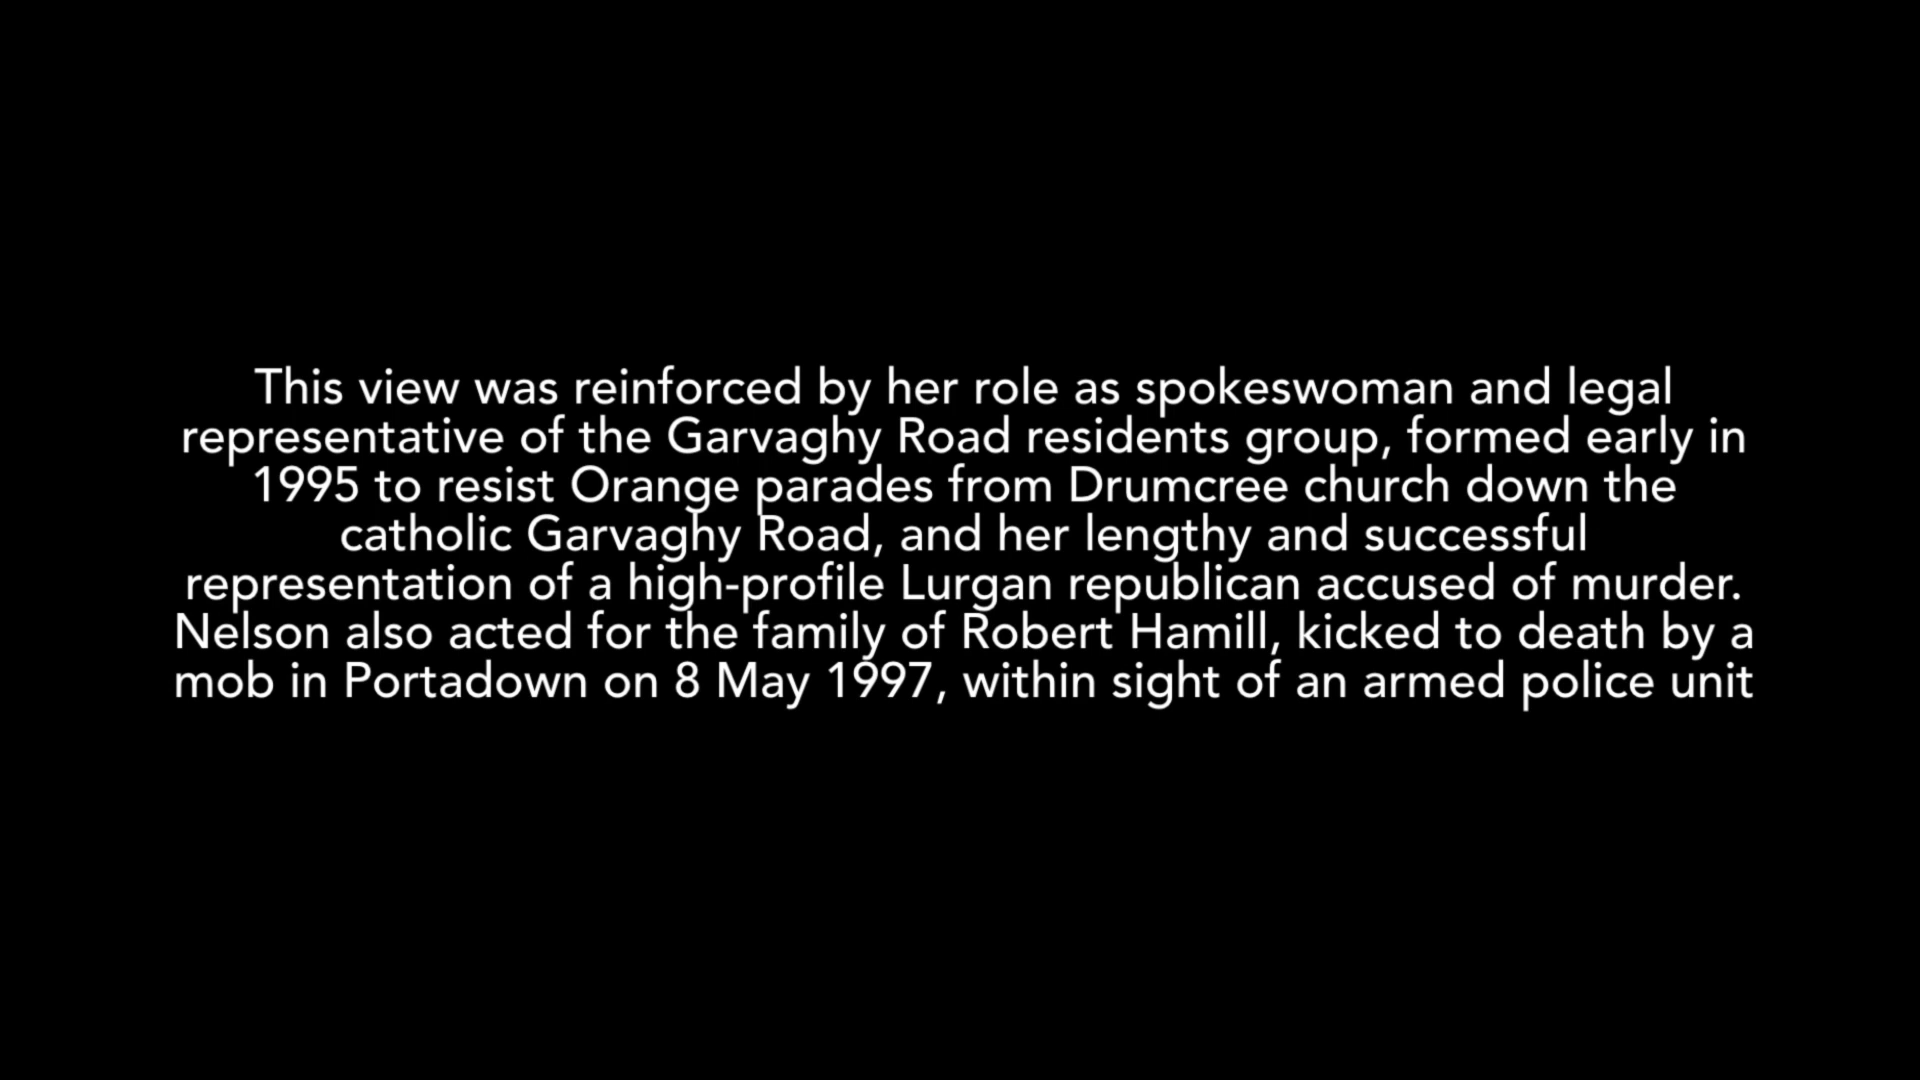 This view was reinforced by her role as spokeswoman and legal
representative of the Garvaghy Road residents group, formed early in
1995 to resist Orange parades from Drumcree church down the
catholic Garvaghy Road, and her lengthy and successful
representation of a high-profile Lurgan republican accused of murder.
Nelson also acted for the family of Robert Hamill, kicked to death by a
mob in Portadown on 8 May 1997, within sight of an armed police unit